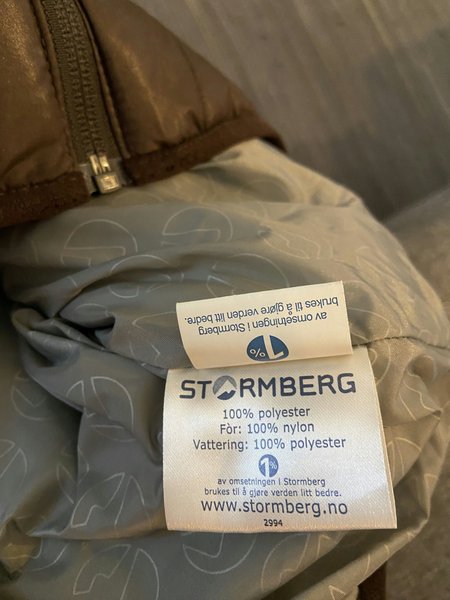 1%
av omsetningen i Stormberg
brukes til å gjøre verden litt bedre.
STORMBERG
100% polyester
Fòr: 100% nylon
Vattering: 100% polyester
1%
av omsetningen i Stormberg
brukes til å gjøre verden litt bedre.
www.stormberg.no
2994